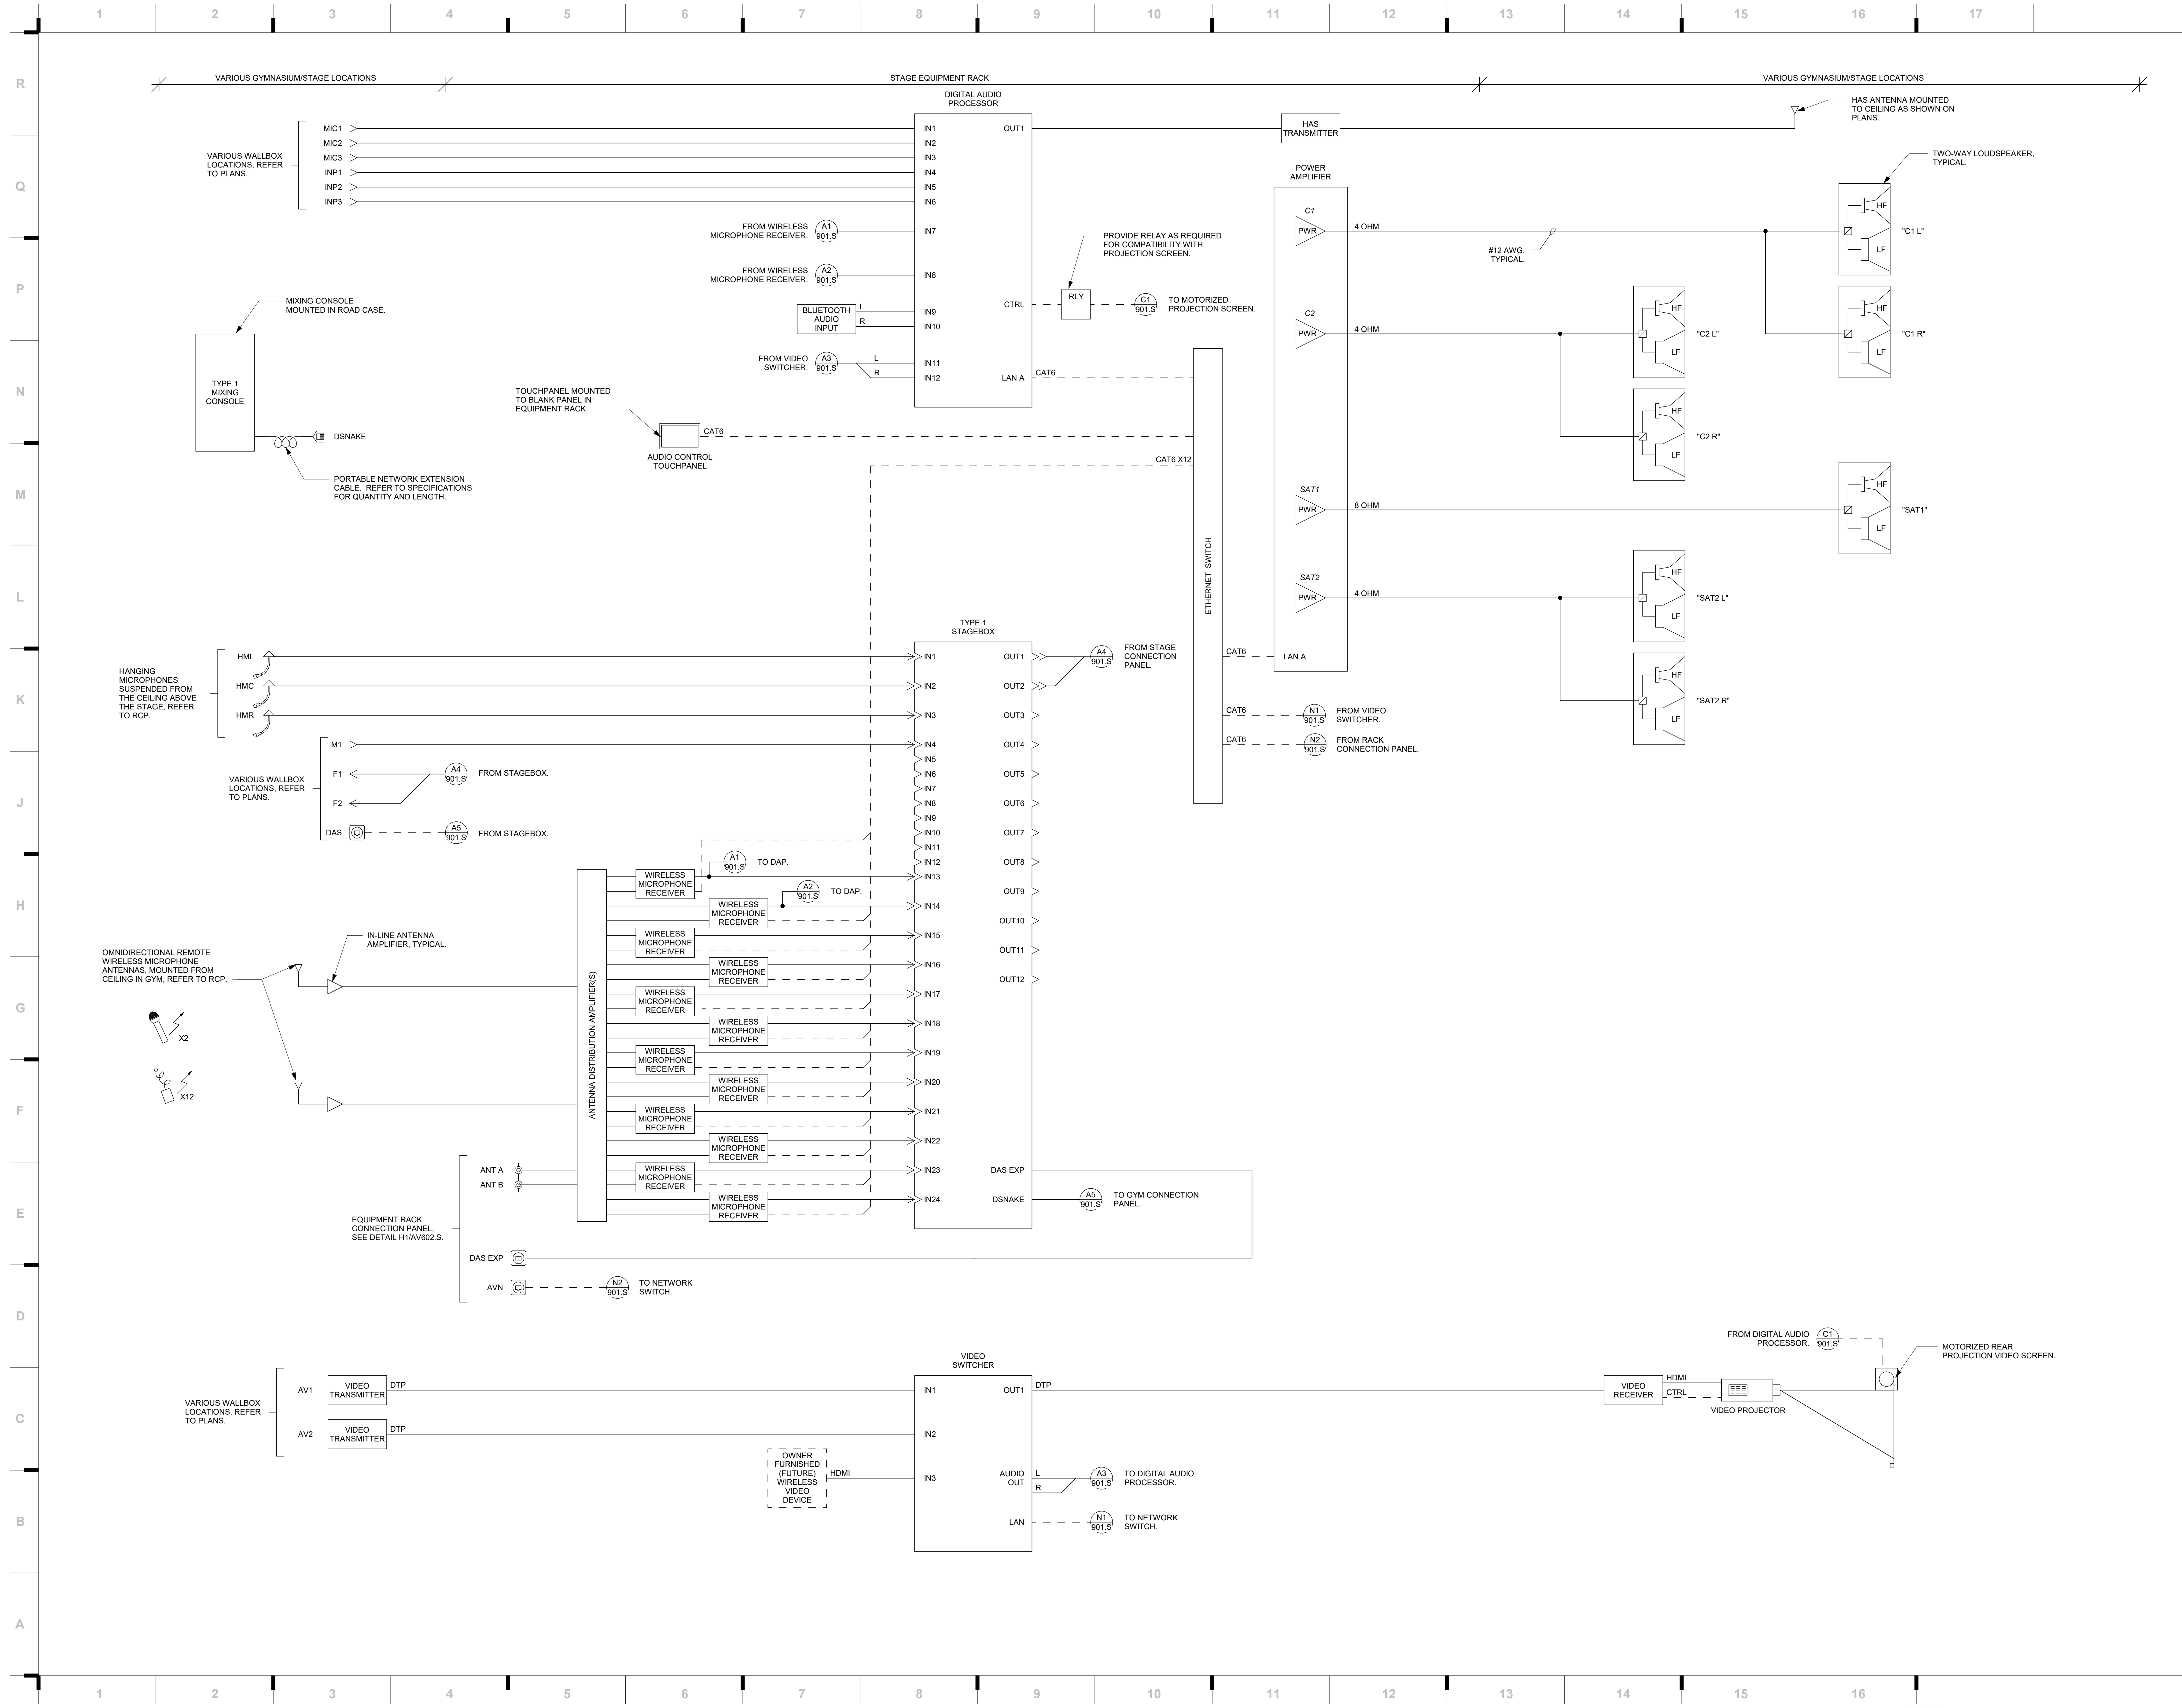 1 2 3 4 5 6 7 8 9 10 11 12 13 14 15 16 17
R
VARIOUS GYMNASIUM/STAGE LOCATIONS
STAGE EQUIPMENT RACK
VARIOUS GYMNASIUM/STAGE LOCATIONS
DIGITAL AUDIO
PROCESSOR
MIC1
MIC2
MIC3
INP1
INP2
INP3
VARIOUS WALLBOX
LOCATIONS, REFER
TO PLANS.
IN1
IN2
IN3
IN4
IN5
IN6
IN7
IN8
IN9
IN10
IN11
IN12
OUT1
CTRL
LAN A
CAT6
HAS
TRANSMITTER
HAS ANTENNA MOUNTED
TO CEILING AS SHOWN ON
PLANS.
Q
FROM WIRELESS
MICROPHONE RECEIVER.
A1
901.S
FROM WIRELESS
MICROPHONE RECEIVER.
A2
901.S
BLUETOOTH
AUDIO
INPUT
L
R
FROM VIDEO
SWITCHER.
A3
901.S
L
R
PROVIDE RELAY AS REQUIRED
FOR COMPATIBILITY WITH
PROJECTION SCREEN.
RLY
C1
901.S
TO MOTORIZED
PROJECTION SCREEN.
POWER
AMPLIFIER
C1
PWR
4 OHM
#12 AWG,
TYPICAL.
TWO-WAY LOUDSPEAKER,
TYPICAL.
HF
LF
"C1 L"
P
C2
PWR
4 OHM
HF
LF
"C2 L"
HF
LF
"C1 R"
MIXING CONSOLE
MOUNTED IN ROAD CASE.
TYPE 1
MIXING
CONSOLE
DSNAKE
PORTABLE NETWORK EXTENSION
CABLE.  REFER TO SPECIFICATIONS
FOR QUANTITY AND LENGTH.
N
TOUCHPANEL MOUNTED
TO BLANK PANEL IN
EQUIPMENT RACK.
CAT6
AUDIO CONTROL
TOUCHPANEL
CAT6 X12
HF
LF
"C2 R"
M
SAT1
PWR
8 OHM
HF
LF
"SAT1"
ETHERNET  SWITCH
L
SAT2
PWR
4 OHM
HF
LF
"SAT2 L"
HF
LF
"SAT2 R"
CAT6
LAN A
CAT6
N1
901.S
FROM VIDEO
SWITCHER.
CAT6
N2
901.S
FROM RACK
CONNECTION PANEL.
K
HANGING
MICROPHONES
SUSPENDED FROM
THE CEILING ABOVE
THE STAGE, REFER
TO RCP.
HML
HMC
HMR
TYPE 1
STAGEBOX
IN1
IN2
IN3
IN4
IN5
IN6
IN7
IN8
IN9
IN10
IN11
IN12
IN13
IN14
IN15
IN16
IN17
IN18
IN19
IN20
IN21
IN22
IN23
IN24
OUT1
OUT2
OUT3
OUT4
OUT5
OUT6
OUT7
OUT8
OUT9
OUT10
OUT11
OUT12
DAS EXP
DSNAKE
A4
901.S
FROM STAGE
CONNECTION
PANEL.
A5
901.S
TO GYM CONNECTION
PANEL.
J
VARIOUS WALLBOX
LOCATIONS, REFER
TO PLANS.
M1
F1
F2
DAS
A4
901.S
FROM STAGEBOX.
A5
901.S
FROM STAGEBOX.
H
A1
901.S
TO DAP.
A2
901.S
TO DAP.
WIRELESS
MICROPHONE
RECEIVER
WIRELESS
MICROPHONE
RECEIVER
WIRELESS
MICROPHONE
RECEIVER
WIRELESS
MICROPHONE
RECEIVER
WIRELESS
MICROPHONE
RECEIVER
WIRELESS
MICROPHONE
RECEIVER
WIRELESS
MICROPHONE
RECEIVER
WIRELESS
MICROPHONE
RECEIVER
WIRELESS
MICROPHONE
RECEIVER
WIRELESS
MICROPHONE
RECEIVER
WIRELESS
MICROPHONE
RECEIVER
WIRELESS
MICROPHONE
RECEIVER
ANTENNA DISTRIBUTION AMPLIFIER(S)
IN-LINE ANTENNA
AMPLIFIER, TYPICAL.
OMNIDIRECTIONAL REMOTE
WIRELESS MICROPHONE
ANTENNAS, MOUNTED FROM
CEILING IN GYM, REFER TO RCP.
G
X2
X12
F
ANT A
ANT B
E
EQUIPMENT RACK
CONNECTION PANEL,
SEE DETAIL H1/AV602.S.
DAS EXP
AVN
N2
901.S
TO NETWORK
SWITCH.
D
FROM DIGITAL AUDIO
PROCESSOR.
C1
901.S
MOTORIZED REAR
PROJECTION VIDEO SCREEN.
VIDEO
SWITCHER
VARIOUS WALLBOX
LOCATIONS, REFER
TO PLANS.
AV1
VIDEO
TRANSMITTER
DTP
AV2
VIDEO
TRANSMITTER
DTP
IN1
IN2
IN3
OUT1
DTP
VIDEO
RECEIVER
HDMI
CTRL
VIDEO PROJECTOR
C
OWNER
FURNISHED
(FUTURE)
WIRELESS
VIDEO
DEVICE
HDMI
AUDIO
OUT
L
R
A3
901.S
TO DIGITAL AUDIO
PROCESSOR.
LAN
N1
901.S
TO NETWORK
SWITCH.
B
A
1 2 3 4 5 6 7 8 9 10 11 12 13 14 15 16 17